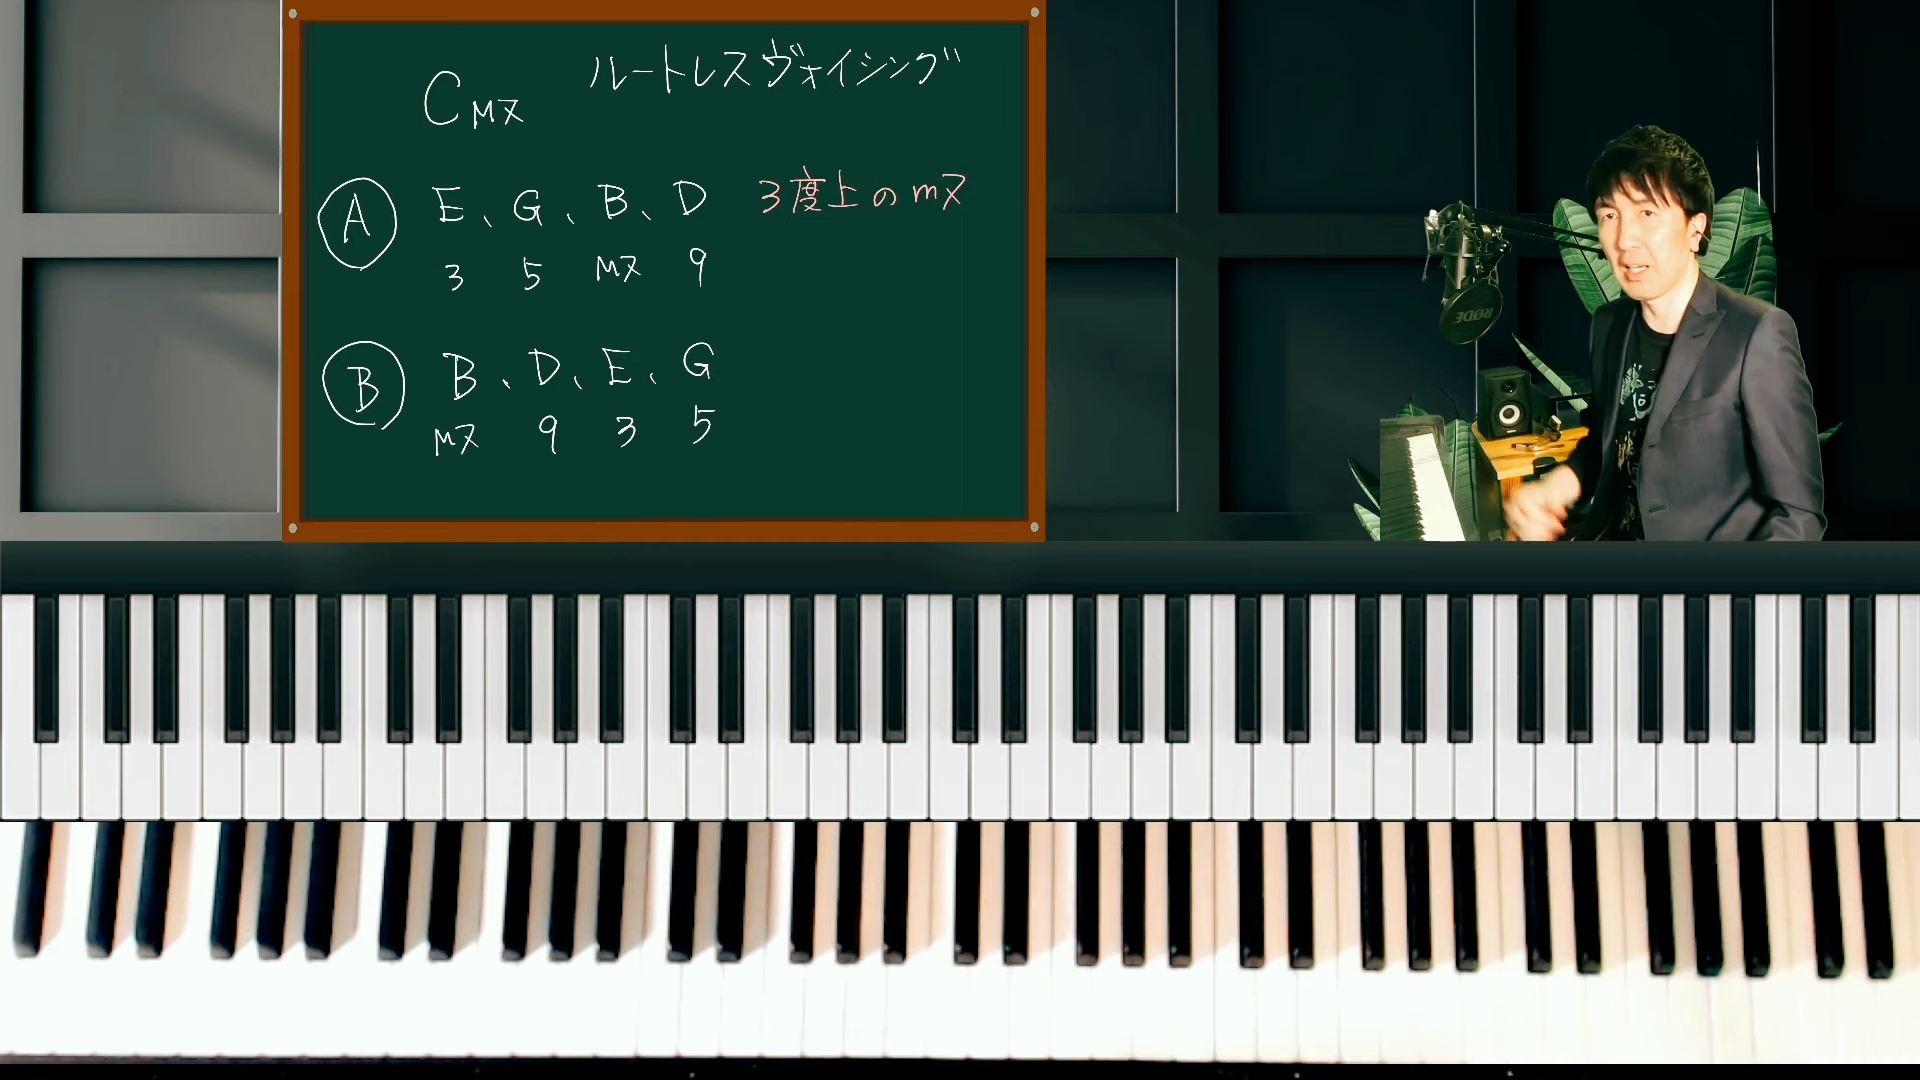 ルートレスヴォイシング
CM7
A E、G、B、D 3度上のm7
3 5 M7 9
B B、D、E、G
M7 9 3 5
RØDE